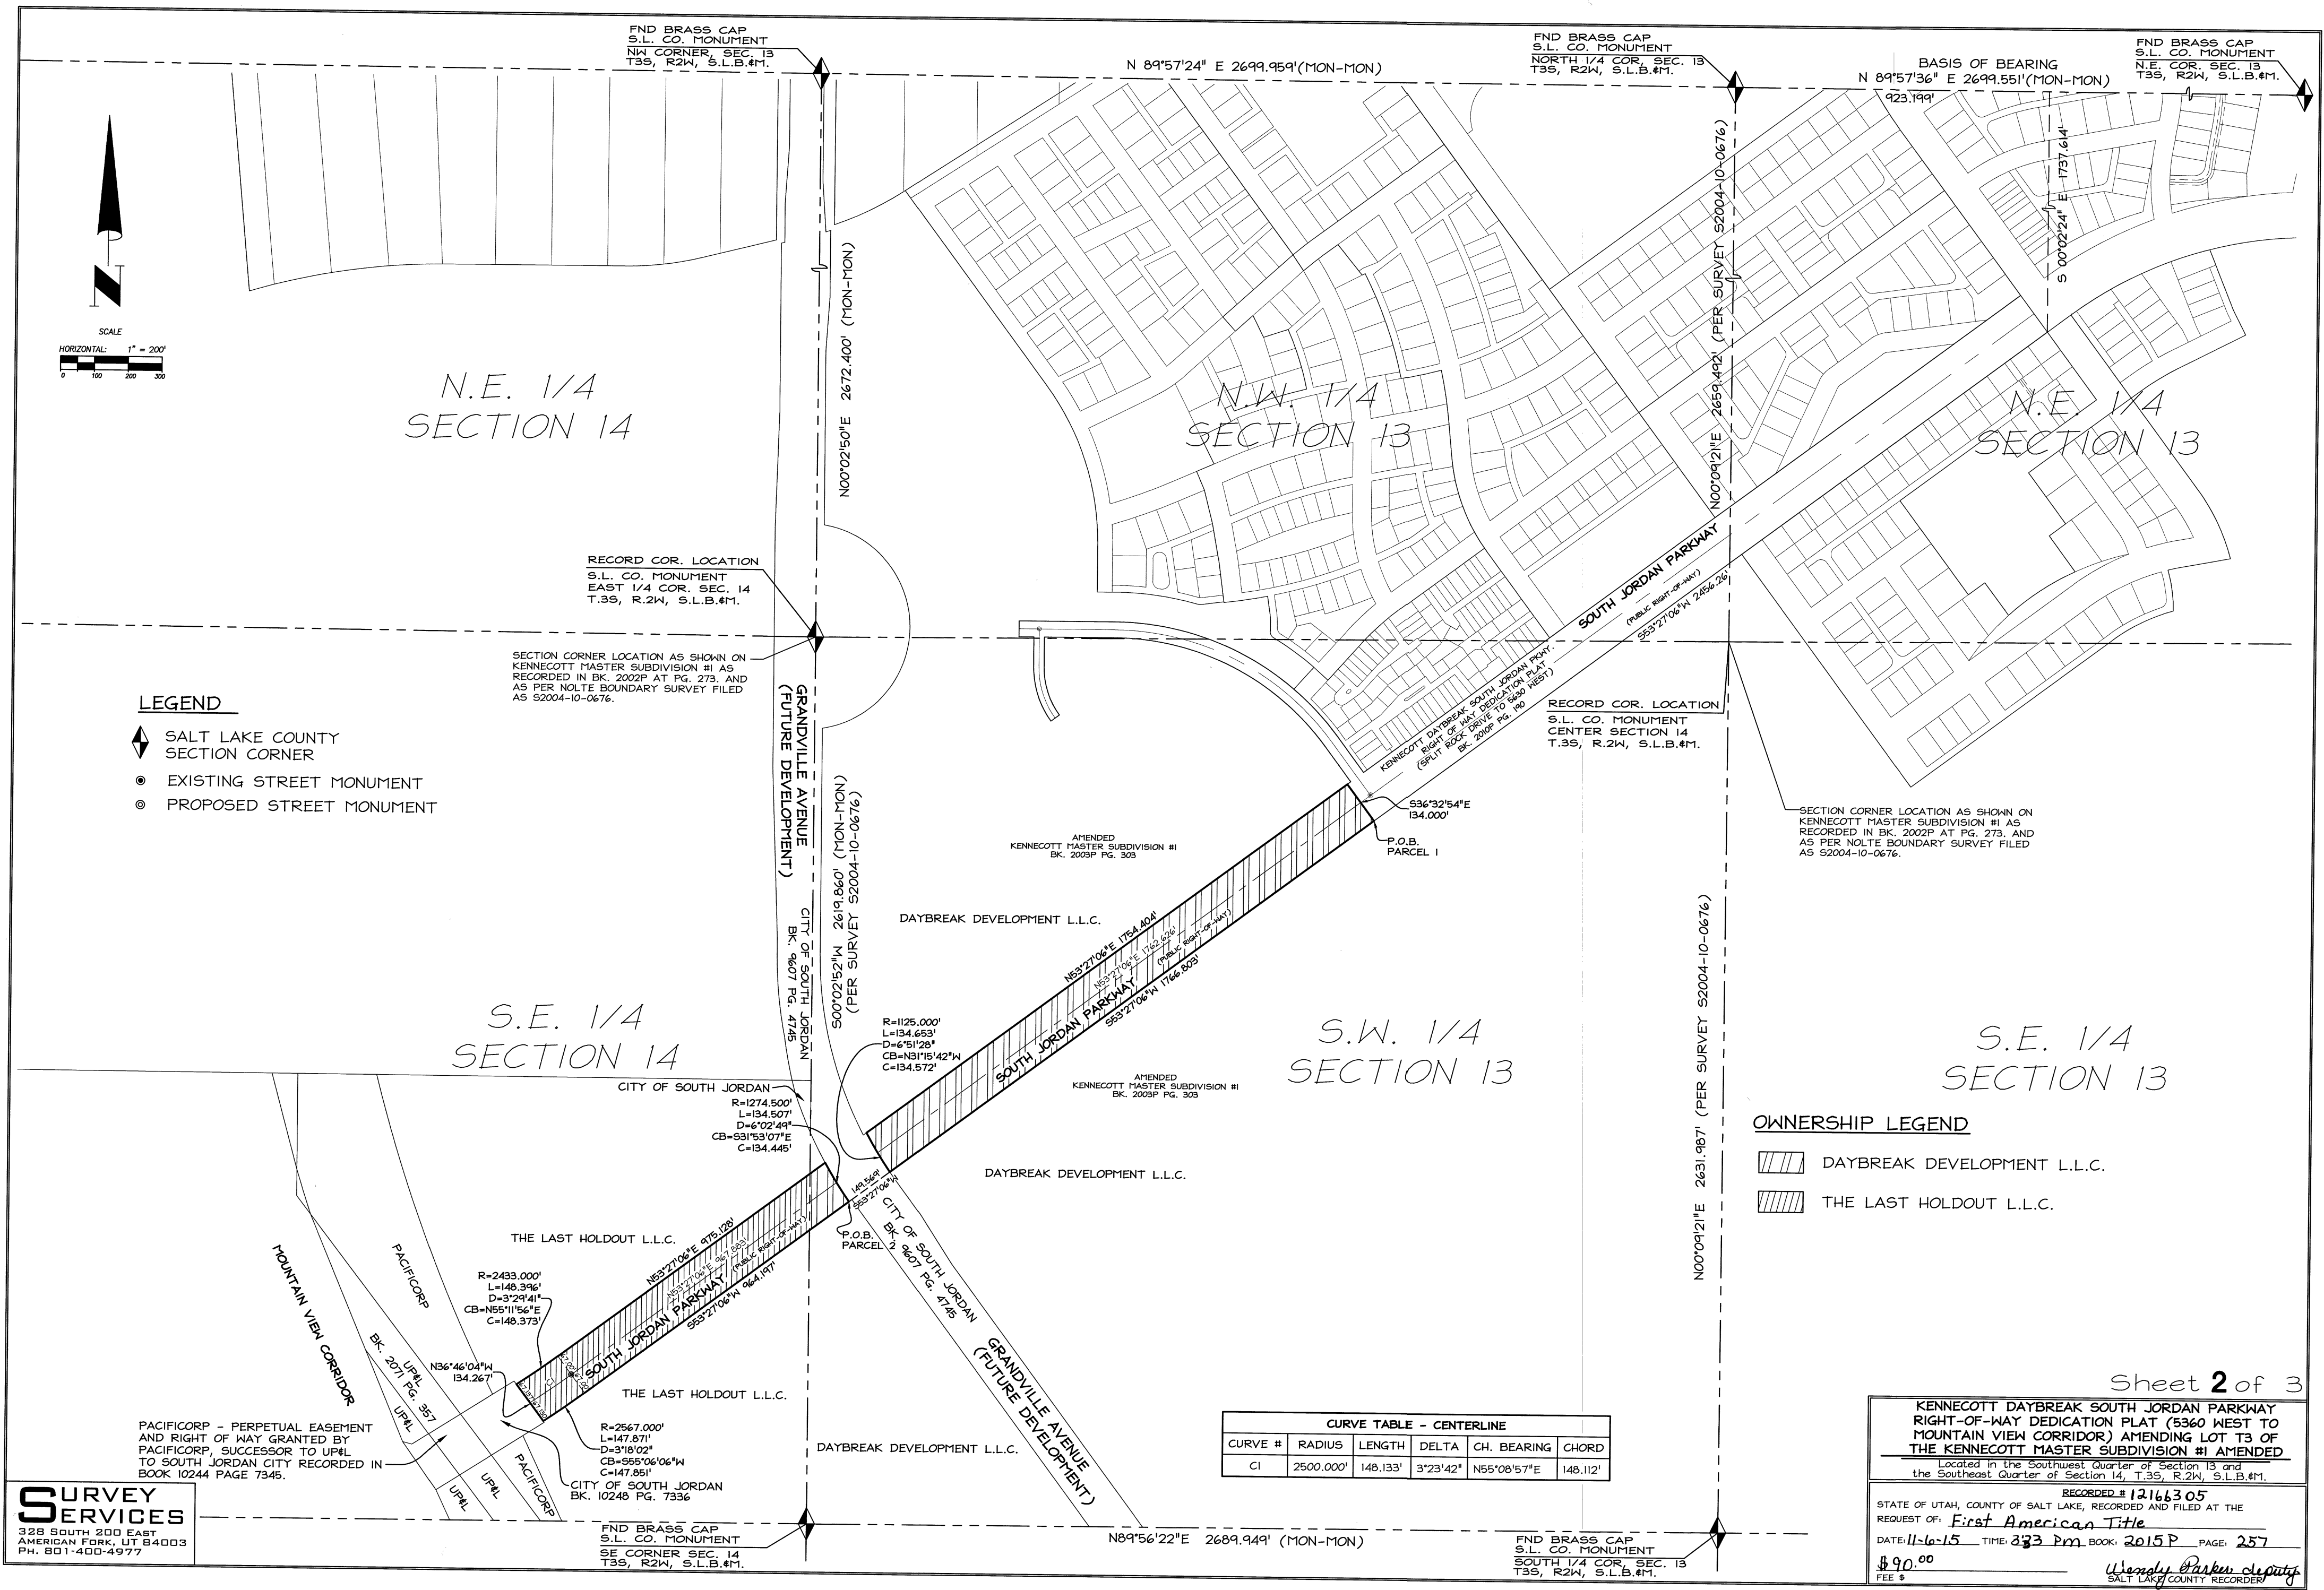 FND BRASS CAP
S.L. CO. MONUMENT
NW CORNER, SEC. 13
T3S, R2W, S.L.B.&M.
N 89°57'24" E 2699.959'(MON-MON)
FND BRASS CAP
S.L. CO. MONUMENT
NORTH 1/4 COR, SEC. 13
T3S, R2W, S.L.B.&M.
BASIS OF BEARING
N 89°57'36" E 2699.551'(MON-MON)
923.199'
FND BRASS CAP
S.L. CO. MONUMENT
N.E. COR. SEC. 13
T3S, R2W, S.L.B.&M.
S 00°02'24" E 1737.614'
N
SCALE
HORIZONTAL: 1" = 200'
0 100 200 300
N.E. 1/4
SECTION 14
N00°02'50"E 2672.400' (MON-MON)
N.W. 1/4
SECTION 13
N00°09'21"E 2659.492' (PER SURVEY S2004-10-0676)
N.E. 1/4
SECTION 13
RECORD COR. LOCATION
S.L. CO. MONUMENT
EAST 1/4 COR. SEC. 14
T.3S, R.2W, S.L.B.&M.
SECTION CORNER LOCATION AS SHOWN ON
KENNECOTT MASTER SUBDIVISION #1 AS
RECORDED IN BK. 2002P AT PG. 273. AND
AS PER NOLTE BOUNDARY SURVEY FILED
AS S2004-10-0676.
SOUTH JORDAN PARKWAY
(PUBLIC RIGHT-OF-WAY)
S53°27'06"W 2456.26'
KENNECOTT DAYBREAK SOUTH JORDAN PKWY.
RIGHT OF WAY DEDICATION PLAT
(SPLIT ROCK DRIVE TO 5630 WEST)
BK. 2010P PG. 190
RECORD COR. LOCATION
S.L. CO. MONUMENT
CENTER SECTION 14
T.3S, R.2W, S.L.B.&M.
SECTION CORNER LOCATION AS SHOWN ON
KENNECOTT MASTER SUBDIVISION #1 AS
RECORDED IN BK. 2002P AT PG. 273. AND
AS PER NOLTE BOUNDARY SURVEY FILED
AS S2004-10-0676.
LEGEND
SALT LAKE COUNTY
SECTION CORNER
EXISTING STREET MONUMENT
PROPOSED STREET MONUMENT
GRANDVILLE AVENUE
(FUTURE DEVELOPMENT)
CITY OF SOUTH JORDAN
BK. 9607 PG. 4745
S00°02'52"W 2619.860' (MON-MON)
(PER SURVEY S2004-10-0676)
AMENDED
KENNECOTT MASTER SUBDIVISION #1
BK. 2003P PG. 303
DAYBREAK DEVELOPMENT L.L.C.
S36°32'54"E
134.000'
P.O.B.
PARCEL 1
N53°27'06"E 1754.404'
N53°27'06"E 1762.626'
SOUTH JORDAN PARKWAY
(PUBLIC RIGHT-OF-WAY)
S53°27'06"W 1766.803'
R=1125.000'
L=134.653'
D=6°51'28"
CB=N31°15'42"W
C=134.572'
AMENDED
KENNECOTT MASTER SUBDIVISION #1
BK. 2003P PG. 303
S.E. 1/4
SECTION 14
S.W. 1/4
SECTION 13
N00°09'21"E 2631.987' (PER SURVEY S2004-10-0676)
S.E. 1/4
SECTION 13
CITY OF SOUTH JORDAN
R=1274.500'
L=134.507'
D=6°02'49"
CB=S31°53'07"E
C=134.445'
DAYBREAK DEVELOPMENT L.L.C.
149.569'
S53°27'06"W
P.O.B.
PARCEL 2
CITY OF SOUTH JORDAN
BK. 9607 PG. 4745
GRANDVILLE AVENUE
(FUTURE DEVELOPMENT)
OWNERSHIP LEGEND
DAYBREAK DEVELOPMENT L.L.C.
THE LAST HOLDOUT L.L.C.
THE LAST HOLDOUT L.L.C.
N53°27'06"E 975.128'
N53°27'06"E 967.883'
SOUTH JORDAN PARKWAY
(PUBLIC RIGHT-OF-WAY)
S53°27'06"W 964.197'
R=2433.000'
L=148.396'
D=3°29'41"
CB=N55°11'56"E
C=148.373'
C1
67.00'
67.00'
N36°46'04"W
134.267'
MOUNTAIN VIEW CORRIDOR
PACIFICORP
UP&L
BK. 2071 PG. 357
UP&L
THE LAST HOLDOUT L.L.C.
R=2567.000'
L=147.871'
D=3°18'02"
CB=S55°06'06"W
C=147.851'
CITY OF SOUTH JORDAN
BK. 10248 PG. 7336
PACIFICORP
UP&L
UP&L
PACIFICORP - PERPETUAL EASEMENT
AND RIGHT OF WAY GRANTED BY
PACIFICORP, SUCCESSOR TO UP&L
TO SOUTH JORDAN CITY RECORDED IN
BOOK 10244 PAGE 7345.
DAYBREAK DEVELOPMENT L.L.C.
CURVE TABLE - CENTERLINE
CURVE # RADIUS LENGTH DELTA CH. BEARING CHORD
C1 2500.000' 148.133' 3°23'42" N55°08'57"E 148.112'
SURVEY
SERVICES
328 SOUTH 200 EAST
AMERICAN FORK, UT 84003
PH. 801-400-4977
FND BRASS CAP
S.L. CO. MONUMENT
SE CORNER SEC. 14
T3S, R2W, S.L.B.&M.
N89°56'22"E 2689.949' (MON-MON)
FND BRASS CAP
S.L. CO. MONUMENT
SOUTH 1/4 COR, SEC. 13
T3S, R2W, S.L.B.&M.
Sheet 2 of 3
KENNECOTT DAYBREAK SOUTH JORDAN PARKWAY
RIGHT-OF-WAY DEDICATION PLAT (5360 WEST TO
MOUNTAIN VIEW CORRIDOR) AMENDING LOT T3 OF
THE KENNECOTT MASTER SUBDIVISION #1 AMENDED
Located in the Southwest Quarter of Section 13 and
the Southeast Quarter of Section 14, T.3S, R.2W, S.L.B.&M.
RECORDED # 12166305
STATE OF UTAH, COUNTY OF SALT LAKE, RECORDED AND FILED AT THE
REQUEST OF: First American Title
DATE: 11-6-15 TIME: 3:23 PM BOOK: 2015P PAGE: 257
$90.00
FEE $
Wendy Parker deputy
SALT LAKE COUNTY RECORDER